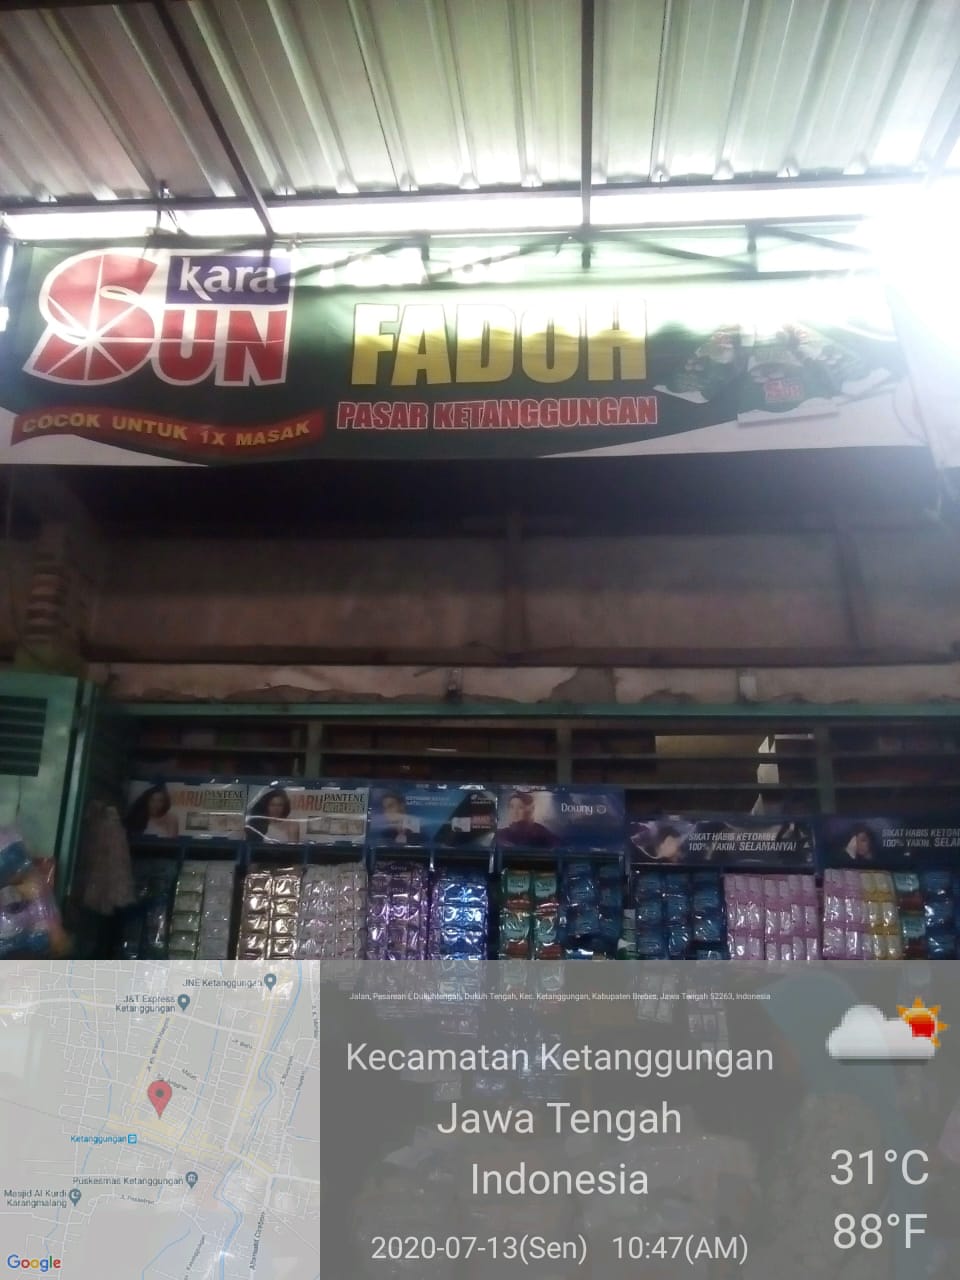 kara
SUN
COCOK UNTUK 1X MASAK
FADOH
PASAR KETANGGUNGAN
BARU PANTENE
BARU PANTENE
Downy
SIKAT HABIS KETOMBE
100% YAKIN, SELAMANYA!
SIKAT HABIS
100% YAKIN,
JNE Ketanggungan
J&T Express
Ketanggungan
Ketanggungan
Puskesmas Ketanggungan
Masjid Al Kurdi
Karangmalang
Google
Jalan, Pesarean I, Dukuhtengah, Dukuh Tengah, Kec. Ketanggungan, Kabupaten Brebes, Jawa Tengah 52263, Indonesia
Kecamatan Ketanggungan
Jawa Tengah
Indonesia
2020-07-13(Sen) 10:47(AM)
31°C
88°F